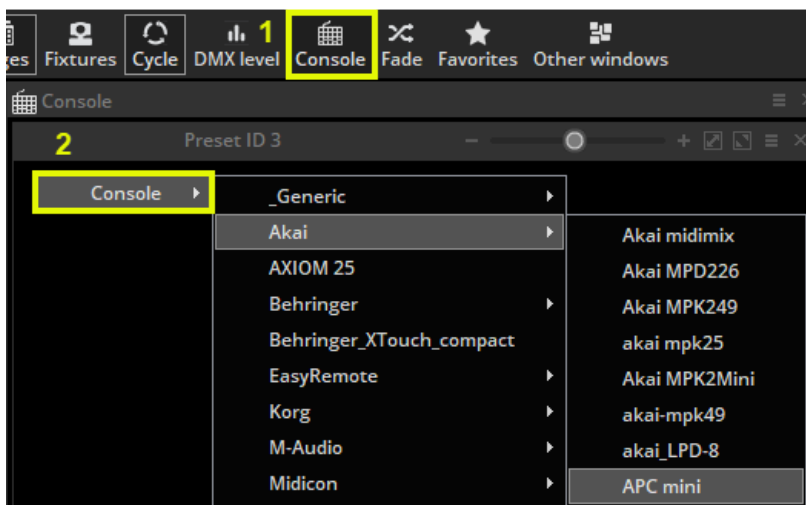 1
es Fixtures Cycle DMX level Console Fade Favorites Other windows
Console
2 Preset ID 3
Console
_Generic
Akai
AXIOM 25
Behringer
Behringer_XTouch_compact
EasyRemote
Korg
M-Audio
Midicon
Akai midimix
Akai MPD226
Akai MPK249
akai mpk25
Akai MPK2Mini
akai-mpk49
akai_LPD-8
APC mini